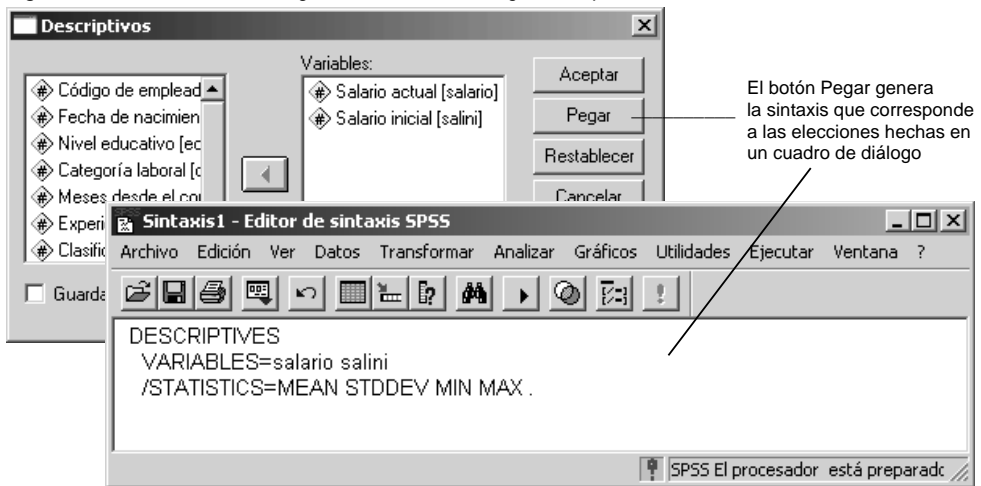 Descriptivos
Variables:
Código de emplead
Fecha de nacimien
Nivel educativo [ec
Categoría laboral [c
Meses desde el con
Experi
Clasific
Salario actual [salario]
Salario inicial [salini]
Aceptar
Pegar
Restablecer
Cancelar
Guarda
El botón Pegar genera
la sintaxis que corresponde
a las elecciones hechas en
un cuadro de diálogo
Sintaxis1 - Editor de sintaxis SPSS
Archivo Edición Ver Datos Transformar Analizar Gráficos Utilidades Ejecutar Ventana ?
DESCRIPTIVES
VARIABLES=salario salini
/STATISTICS=MEAN STDDEV MIN MAX .
SPSS El procesador está preparadc